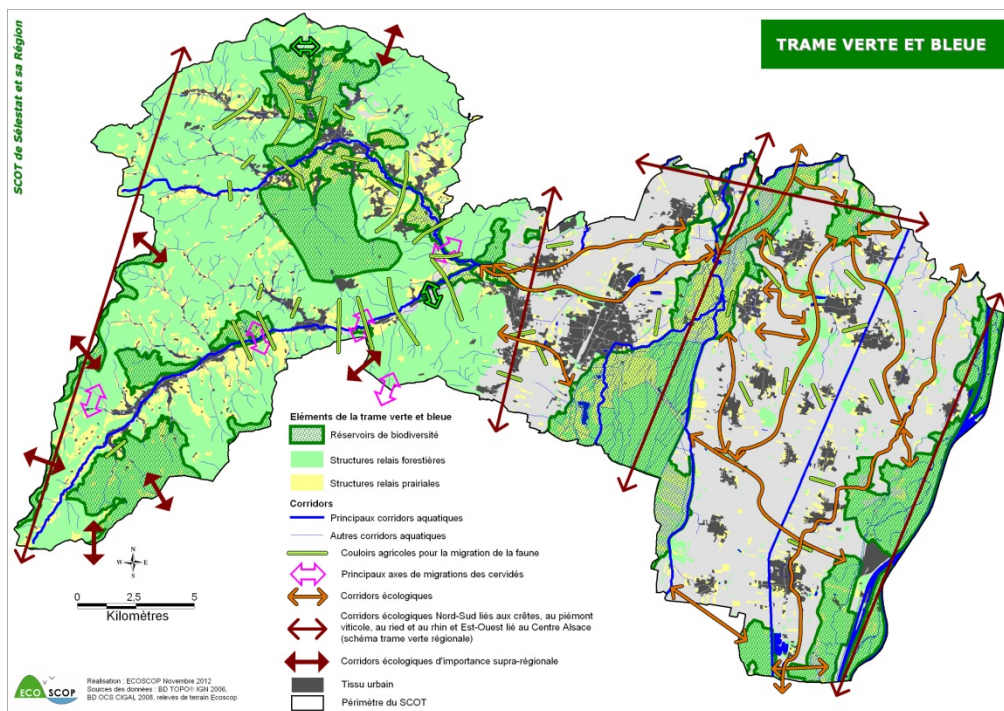 SCOT de Sélestat et sa Région
TRAME VERTE ET BLEUE
Eléments de la trame verte et bleue
Réservoirs de biodiversité
Structures relais forestières
Structures relais prairiales
Corridors
Principaux corridors aquatiques
Autres corridors aquatiques
Couloirs agricoles pour la migration de la faune
Principaux axes de migrations des cervidés
Corridors écologiques
Corridors écologiques Nord-Sud liés aux crêtes, au piémont
viticole, au ried et au rhin et Est-Ouest lié au Centre Alsace
(schéma trame verte régionale)
Corridors écologiques d'importance supra-régionale
Tissu urbain
Périmètre du SCOT
N
W E
S
0 2,5 5
Kilomètres
ECO SCOP
Réalisation : ECOSCOP Novembre 2012
Sources des données : BD TOPO® IGN 2006,
BD OCS CIGAL 2008, relevés de terrain Ecoscop